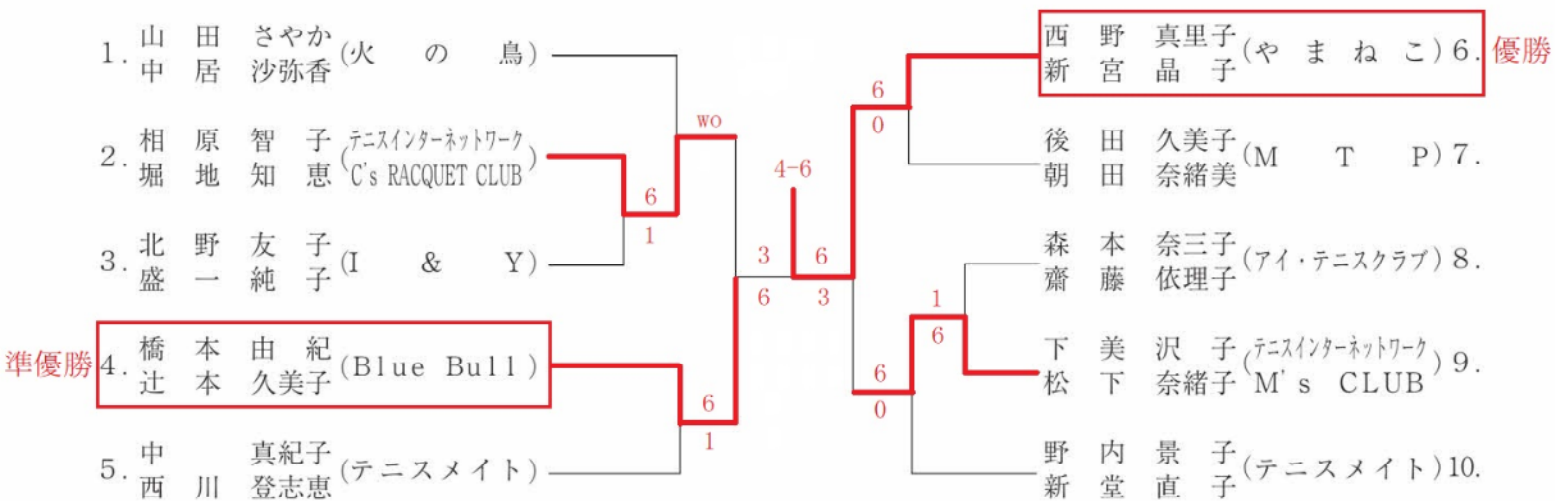 1. 山田 さやか (火の鳥)
中居 沙弥香
2. 相原 智子 (テニスインターネットワーク
堀地 知恵 C's RACQUET CLUB)
3. 北野 友子 (I & Y)
盛一 純子
準優勝 4. 橋本 由紀 (Blue Bull)
辻本 久美子
5. 中 真紀子 (テニスメイト)
西川 登志恵
wo
6
1
6
1
3
6
4-6
6
3
6
0
1
6
6
0
西野 真里子 (やまねこ) 6. 優勝
新宮 晶子
後田 久美子 (MTP) 7.
朝田 奈緒美
森本 奈三子 (アイ・テニスクラブ) 8.
齋藤 依理子
下美 沢子 (テニスインターネットワーク
松下 奈緒子 M's CLUB) 9.
野内 景子 (テニスメイト) 10.
新堂 直子